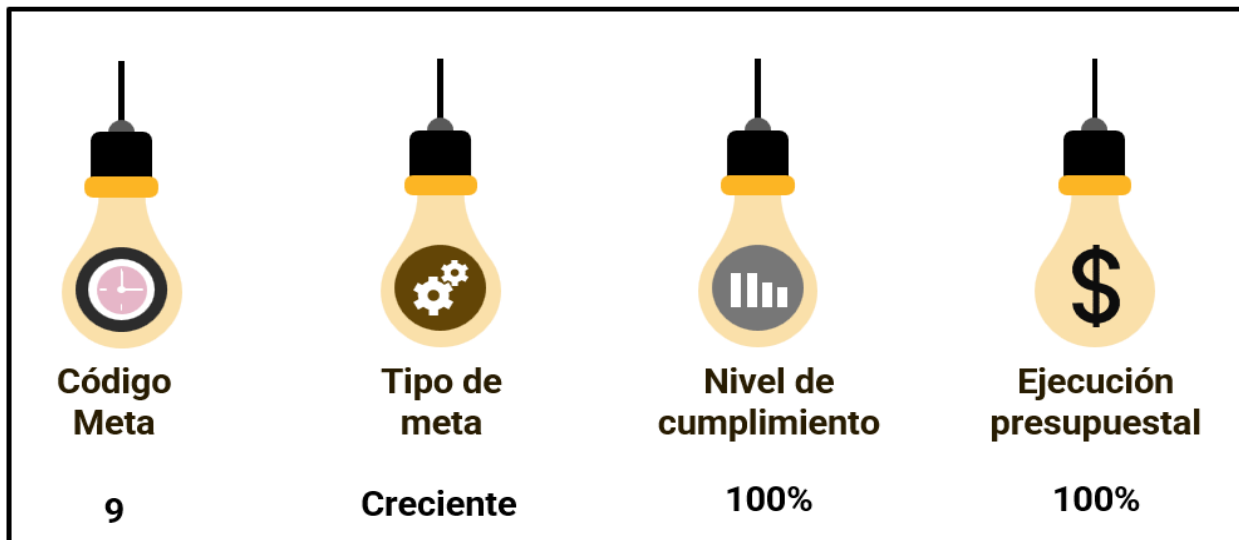 Código
Meta
9
Tipo de
meta
Creciente
Nivel de
cumplimiento
100%
$
Ejecución
presupuestal
100%